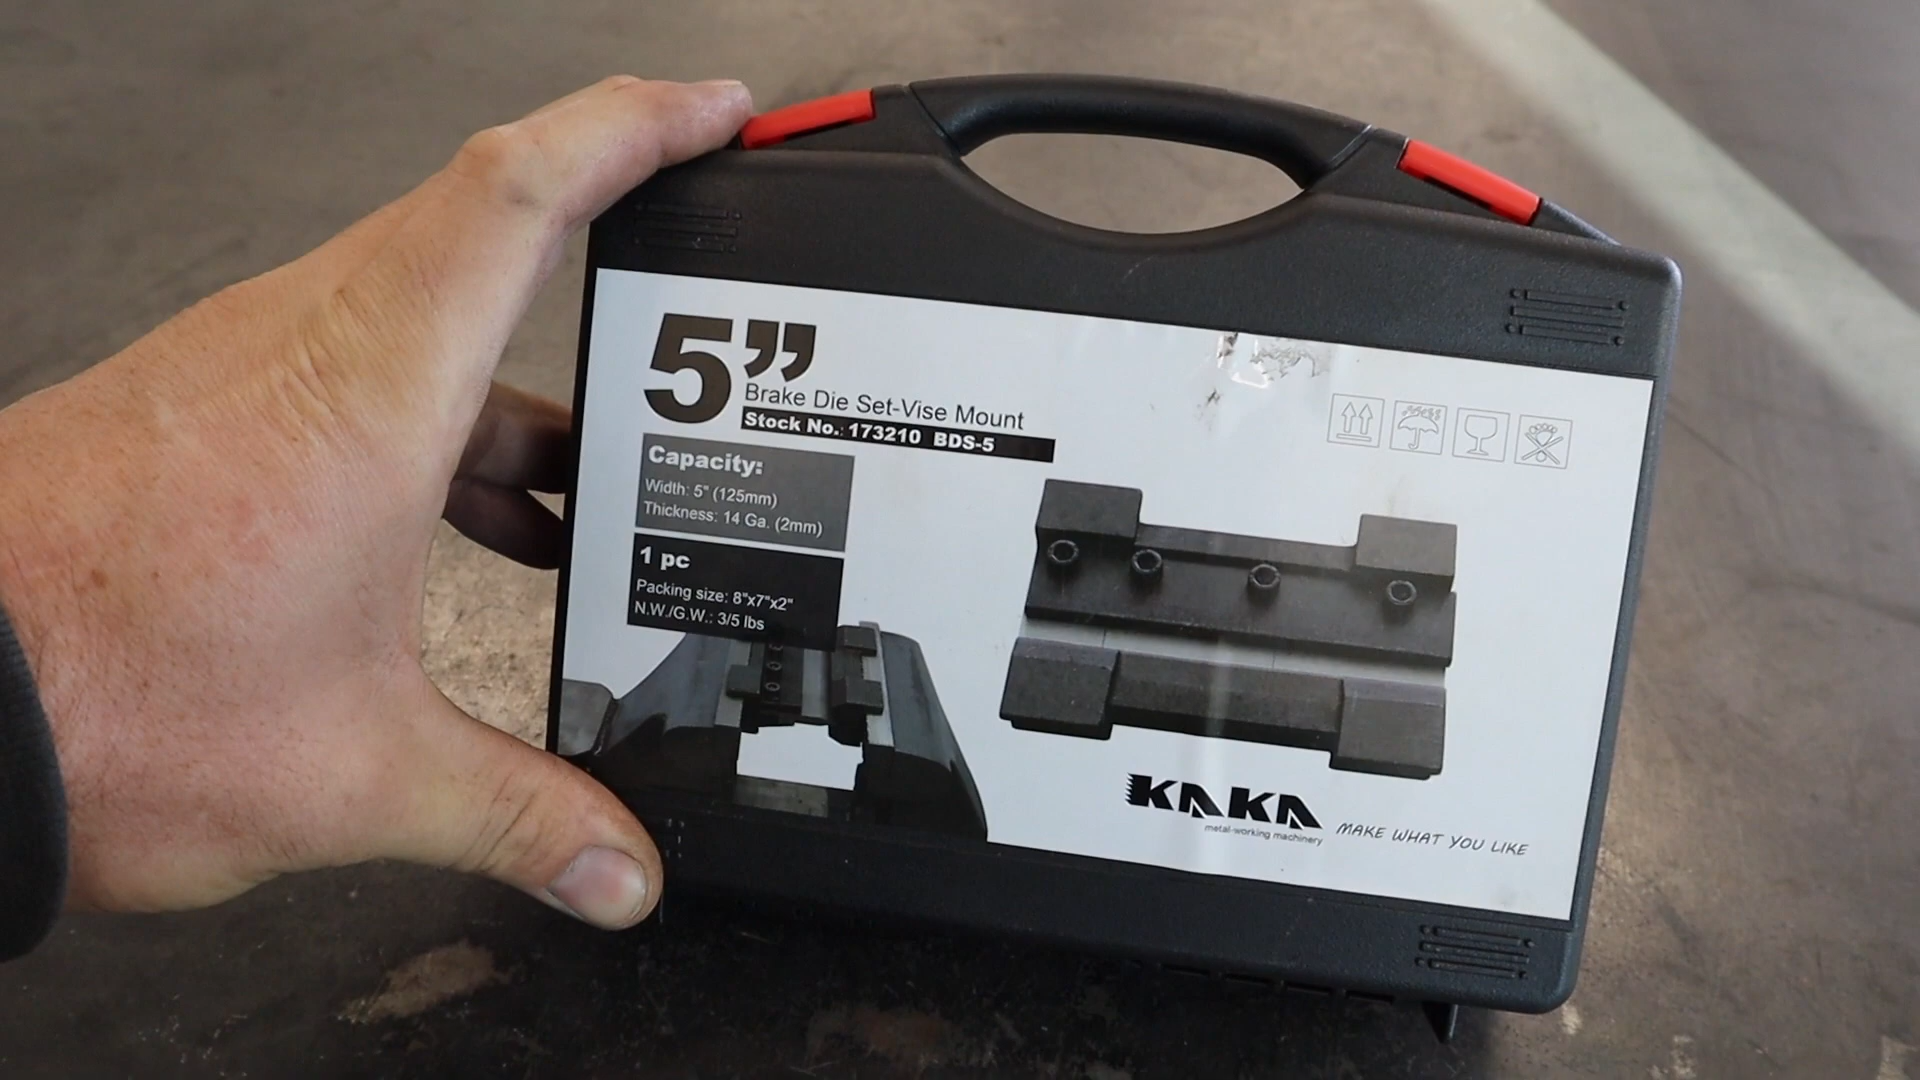 5”
Brake Die Set-Vise Mount
Stock No.: 173210 BDS-5
Capacity:
Width: 5" (125mm)
Thickness: 14 Ga. (2mm)
1 pc
Packing size: 8"x7"x2"
N.W./G.W.: 3/5 lbs
KAKA
metal-working machinery
MAKE WHAT YOU LIKE